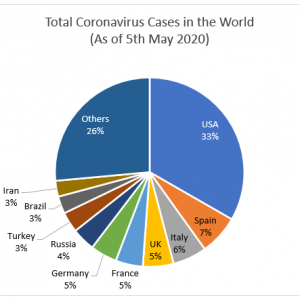 Total Coronavirus Cases in the World
(As of 5th May 2020)
Others
26%
USA
33%
Iran
3%
Brazil
3%
Turkey
3%
Russia
4%
Germany
5%
France
5%
UK
5%
Italy
6%
Spain
7%